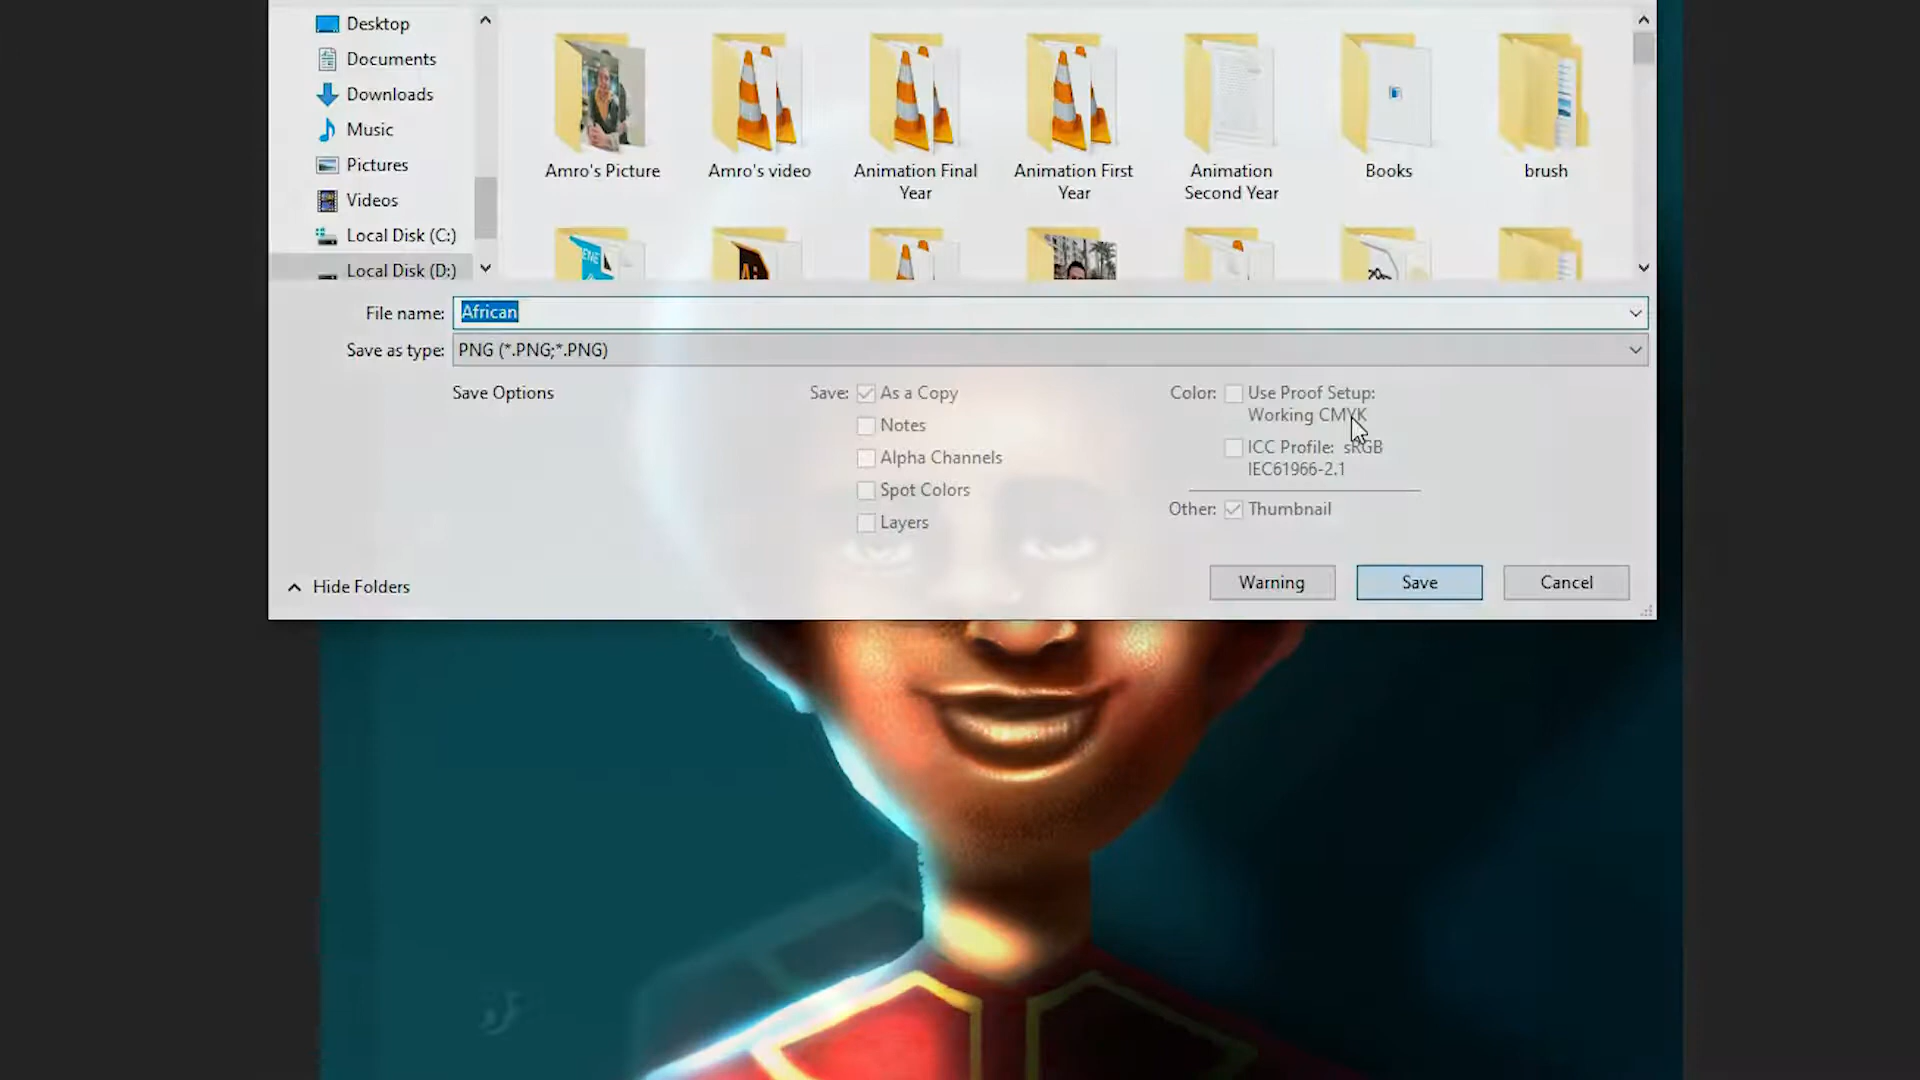 Desktop
Documents
Downloads
Music
Pictures
Videos
Local Disk (C:)
Local Disk (D:)
Amro's Picture
Amro's video
Animation Final
Year
Animation First
Year
Animation
Second Year
Books
brush
ENE
Ai
File name: African
Save as type: PNG (*.PNG;*.PNG)
Save Options
Save: As a Copy
Notes
Alpha Channels
Spot Colors
Layers
Color: Use Proof Setup:
Working CMYK
ICC Profile: sRGB
IEC61966-2.1
Other: Thumbnail
Hide Folders
Warning
Save
Cancel